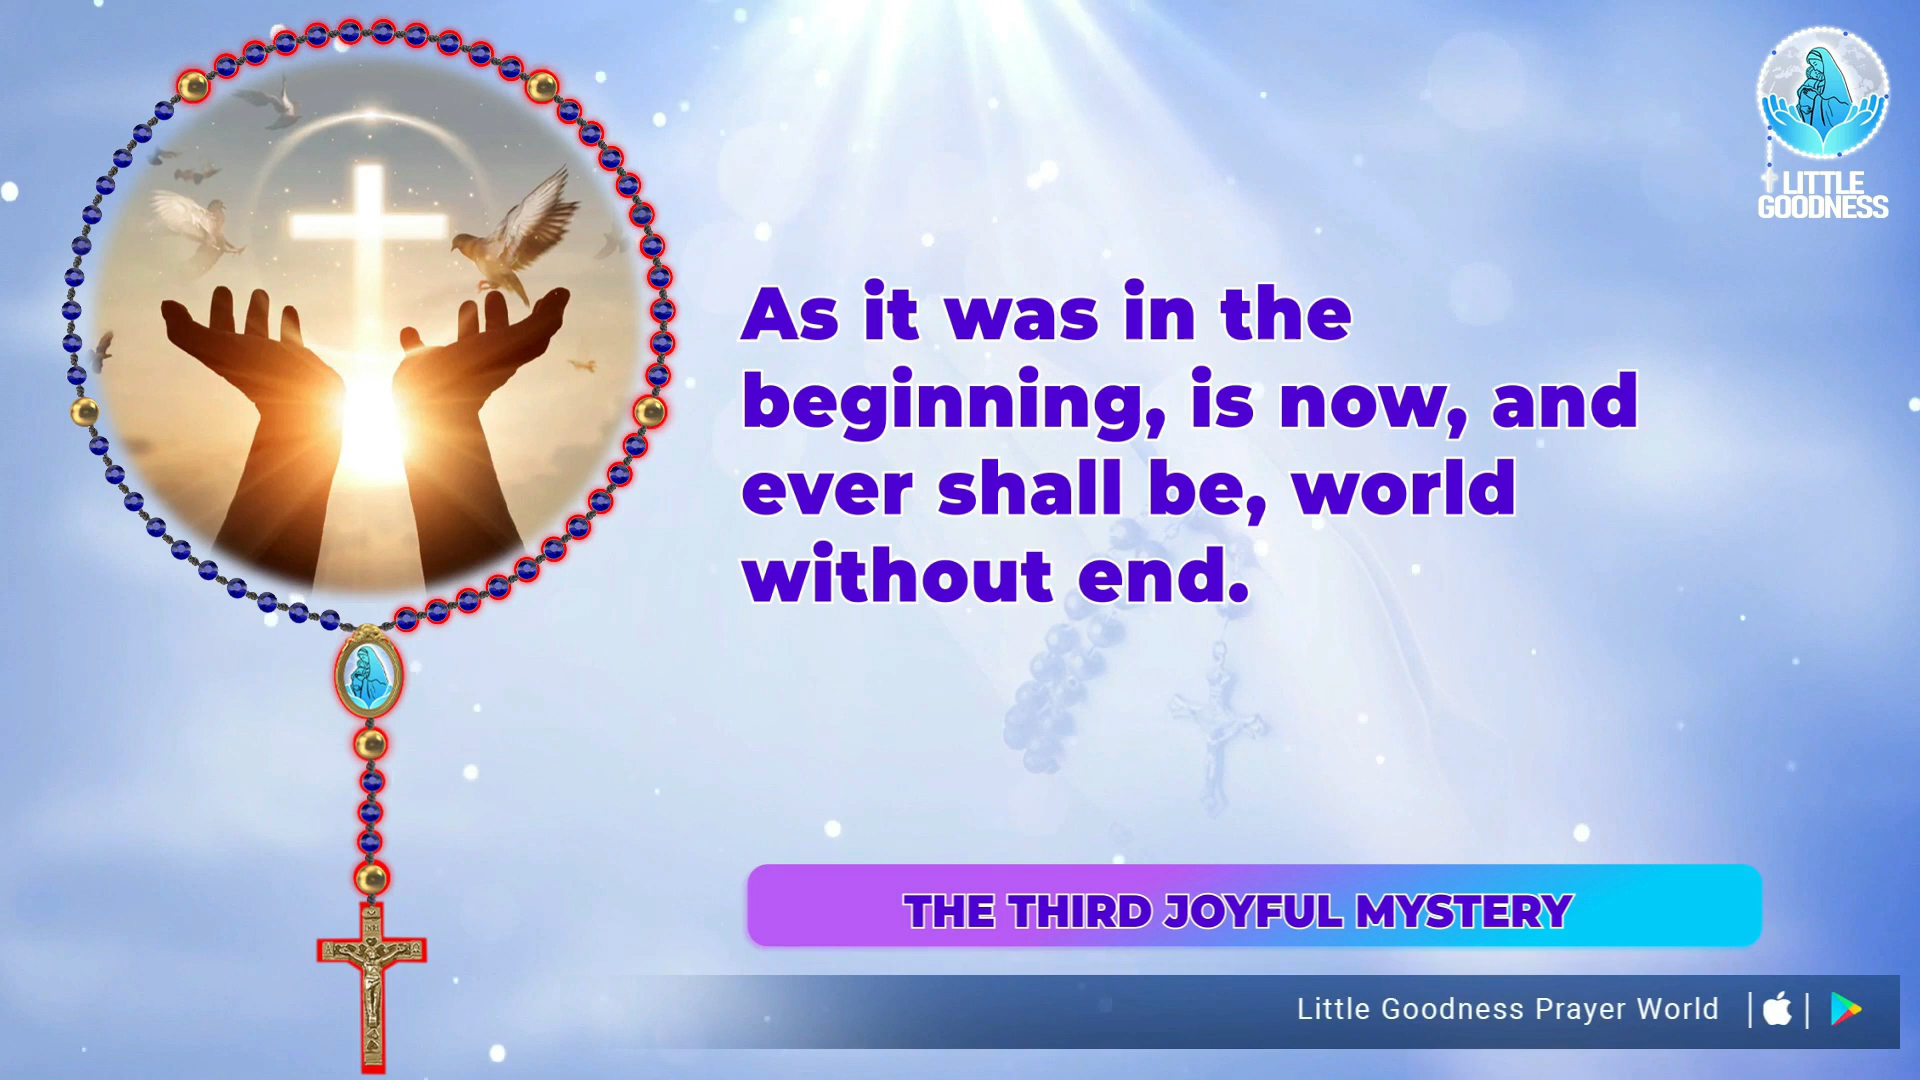 LITTLE
GOODNESS
As it was in the
beginning, is now, and
ever shall be, world
without end.
THE THIRD JOYFUL MYSTERY
INRI
Little Goodness Prayer World